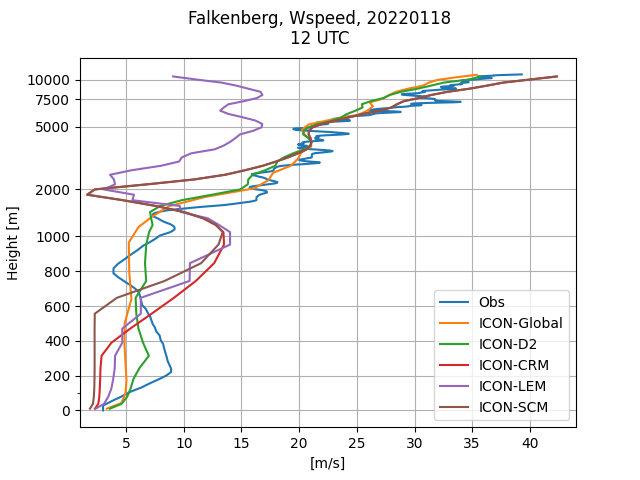 Falkenberg, Wspeed, 20220118
12 UTC
10000
7500
5000
2000
1000
800
600
400
200
0
Height [m]
5 10 15 20 25 30 35 40
[m/s]
Obs
ICON-Global
ICON-D2
ICON-CRM
ICON-LEM
ICON-SCM